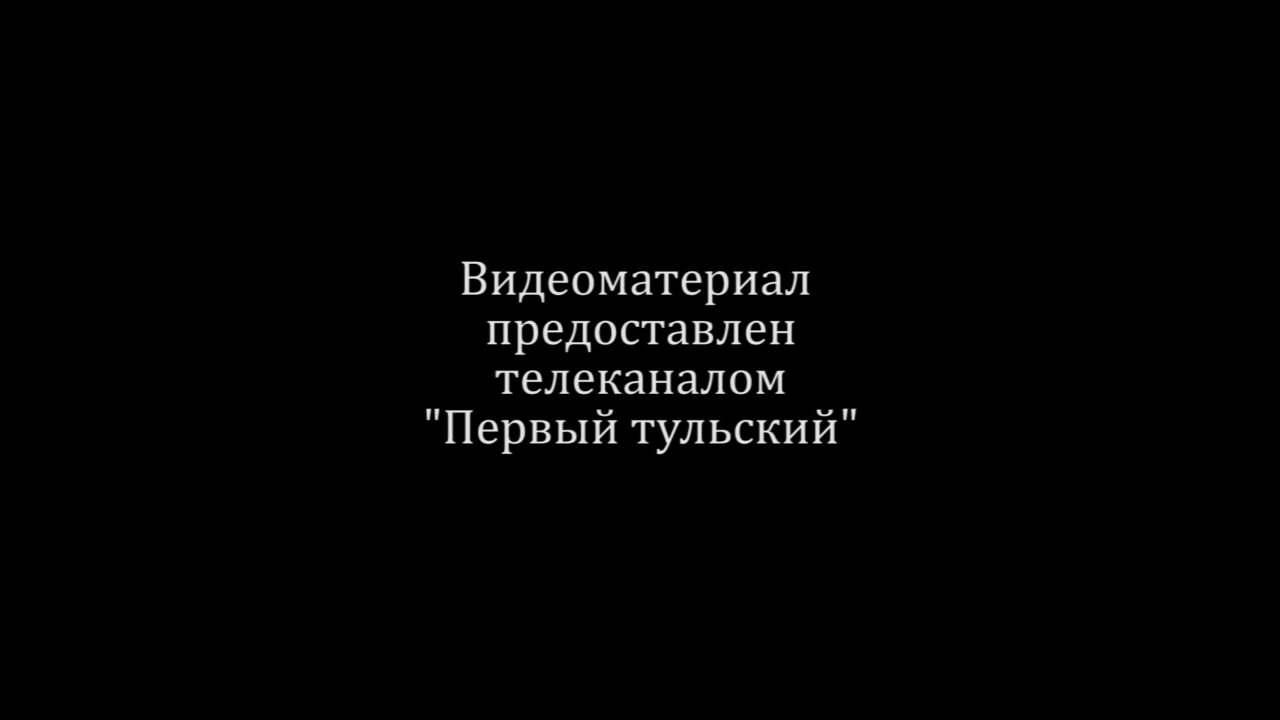 Видеоматериал
предоставлен
телеканалом
"Первый тульский"